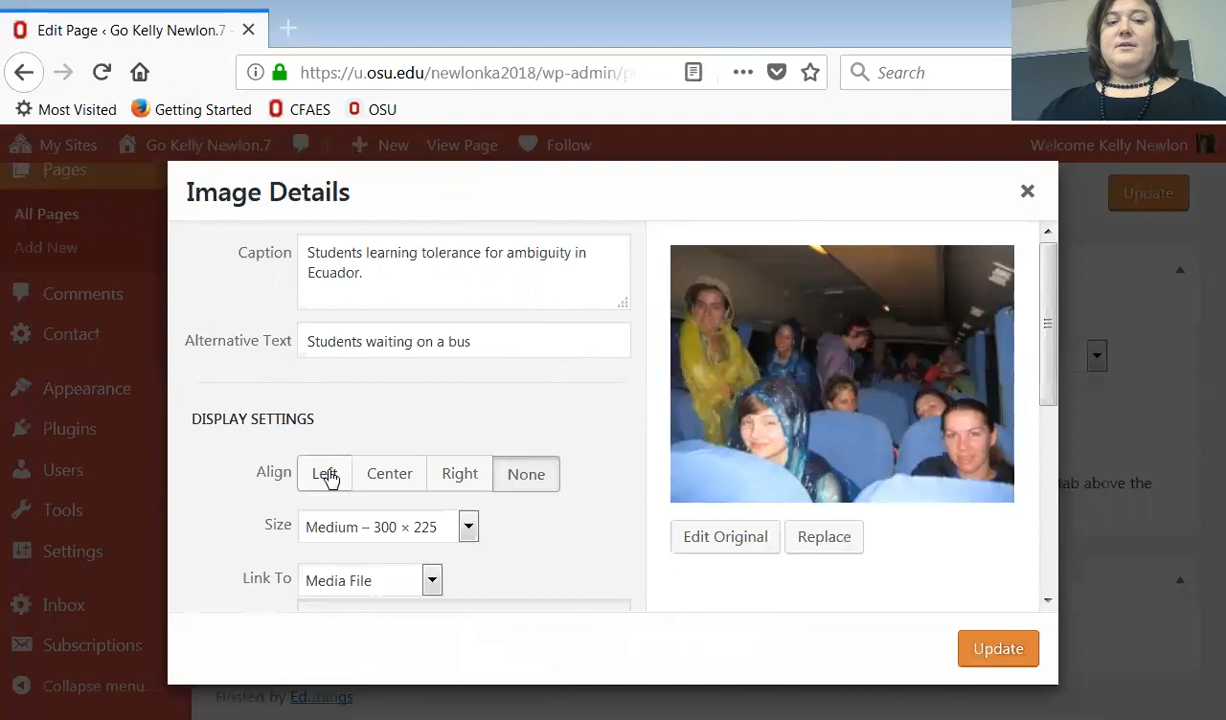 Edit Page ‹ Go Kelly Newlon.7 -
https://u.osu.edu/newlonka2018/wp-admin/p
Search
Most Visited
Getting Started
CFAES
OSU
My Sites
Go Kelly Newlon.7
New
View Page
Follow
Welcome Kelly Newlon
Pages
All Pages
Add New
Comments
Contact
Appearance
Plugins
Users
Tools
Settings
Inbox
Subscriptions
Collapse menu
Update
Image Details
Caption
Students learning tolerance for ambiguity in
Ecuador.
Alternative Text
Students waiting on a bus
DISPLAY SETTINGS
Align
Left
Center
Right
None
Size
Medium – 300 × 225
Link To
Media File
Edit Original
Replace
tab above the
Update
Hosted by Edublogs